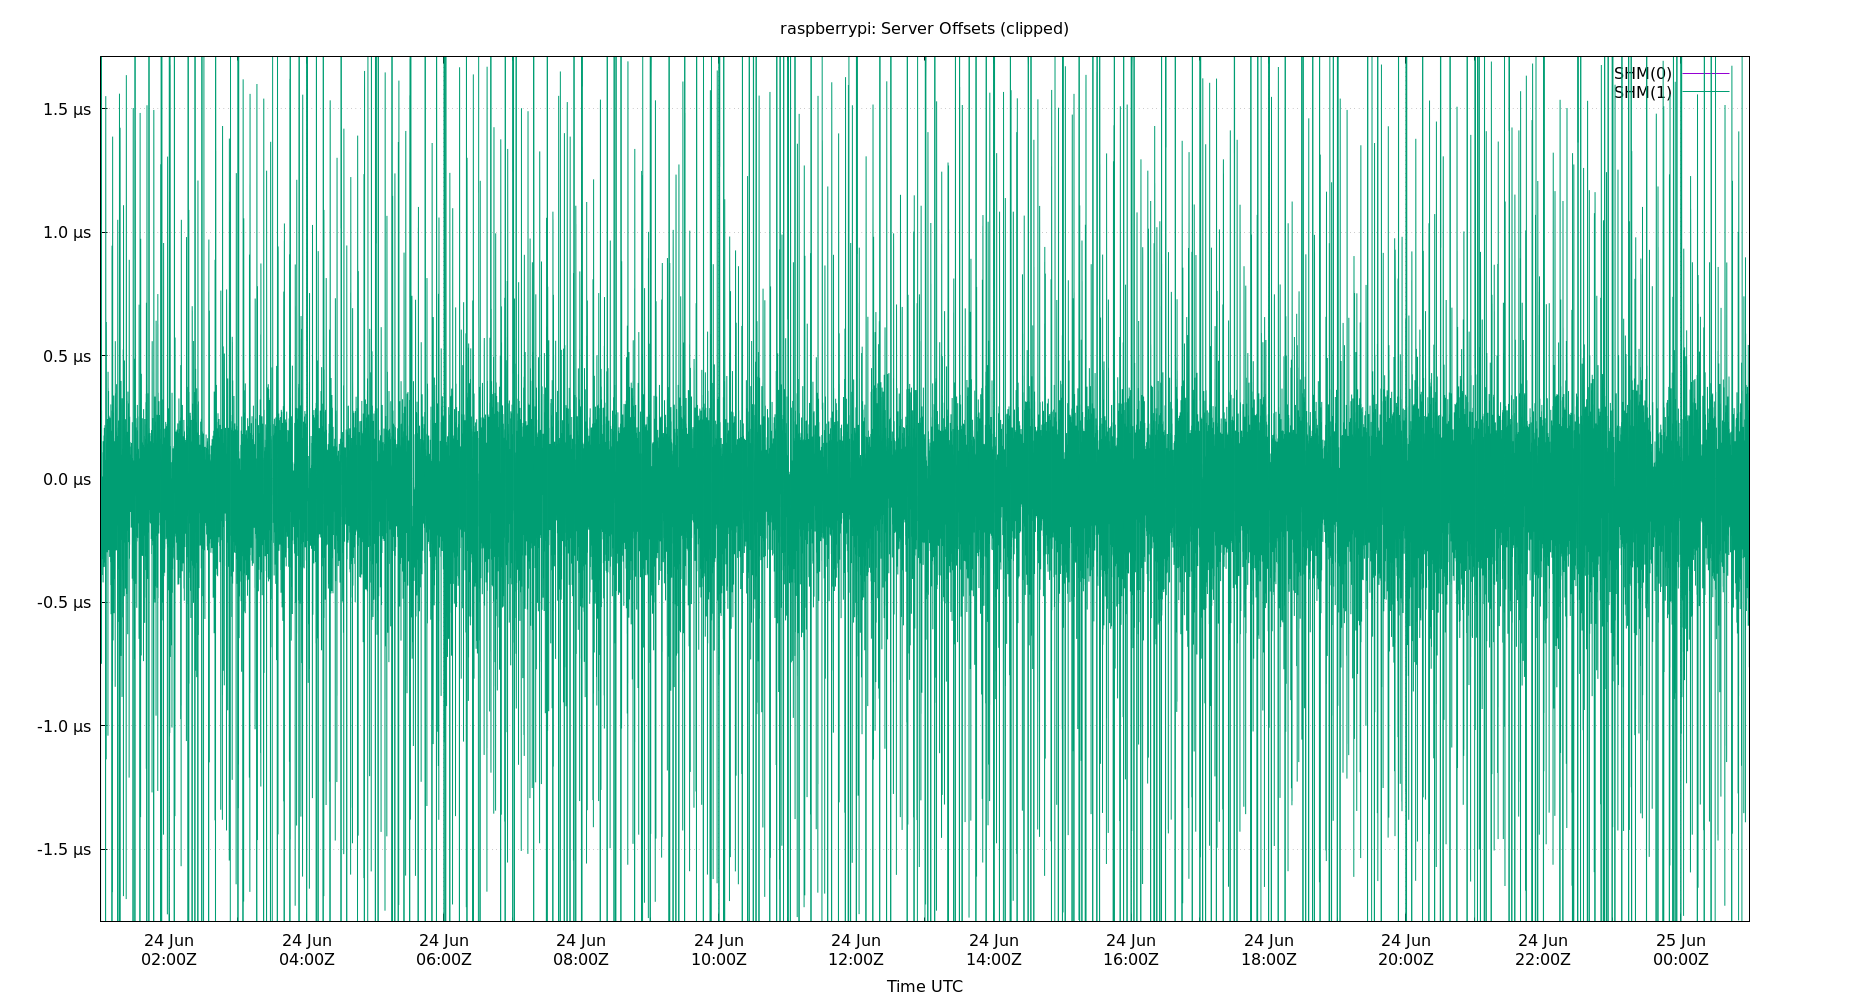 raspberrypi: Server Offsets (clipped)
SHM(0)
SHM(1)
1.5 µs
1.0 µs
0.5 µs
0.0 µs
-0.5 µs
-1.0 µs
-1.5 µs
24 Jun 24 Jun 24 Jun 24 Jun 24 Jun 24 Jun 24 Jun 24 Jun 24 Jun 24 Jun 24 Jun 25 Jun
02:00Z 04:00Z 06:00Z 08:00Z 10:00Z 12:00Z 14:00Z 16:00Z 18:00Z 20:00Z 22:00Z 00:00Z
Time UTC